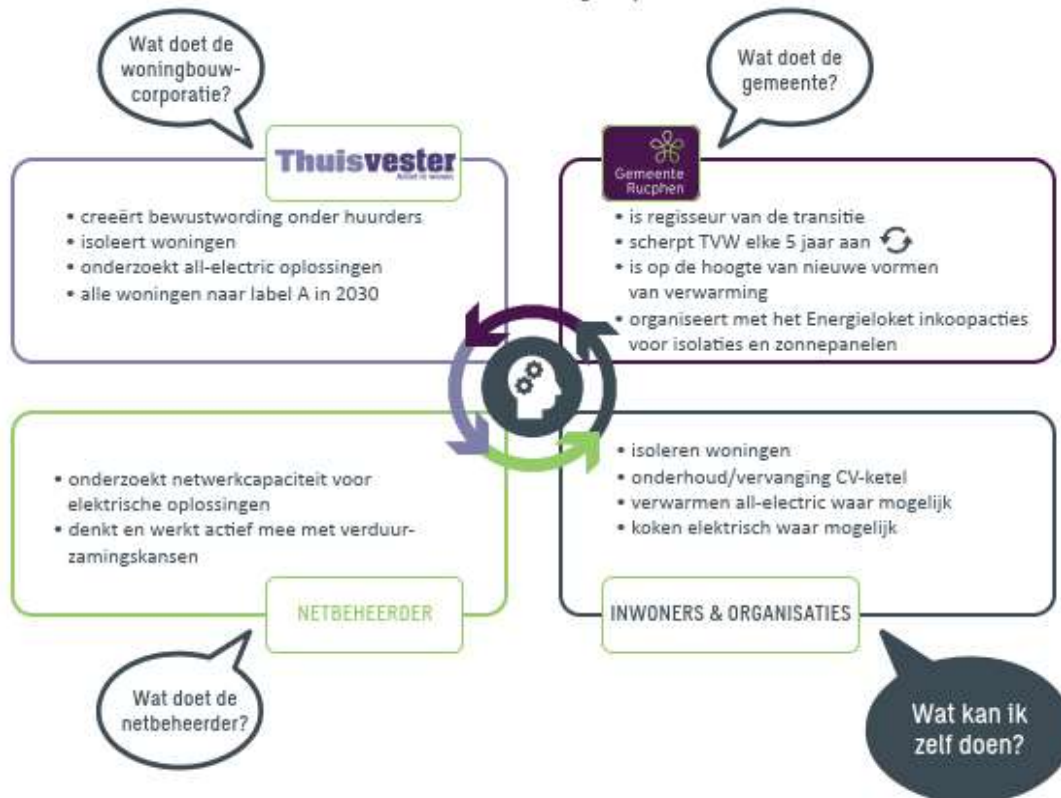 Wat doet de
woningbouw-
corporatie?
Thuisvester
• creëert bewustwording onder huurders
• isoleert woningen
• onderzoekt all-electric oplossingen
• alle woningen naar label A in 2030
Wat doet de
gemeente?
Gemeente
Rucphen
• is regisseur van de transitie
• scherpt TVW elke 5 jaar aan
• is op de hoogte van nieuwe vormen
van verwarming
• organiseert met het Energieloket inkoopacties
voor isolaties en zonnepanelen
• onderzoekt netwerkcapaciteit voor
elektrische oplossingen
• denkt en werkt actief mee met verduur-
zamingskansen
NETBEHEERDER
Wat doet de
netbeheerder?
• isoleren woningen
• onderhoud/vervanging CV-ketel
• verwarmen all-electric waar mogelijk
• koken elektrisch waar mogelijk
INWONERS & ORGANISATIES
Wat kan ik
zelf doen?